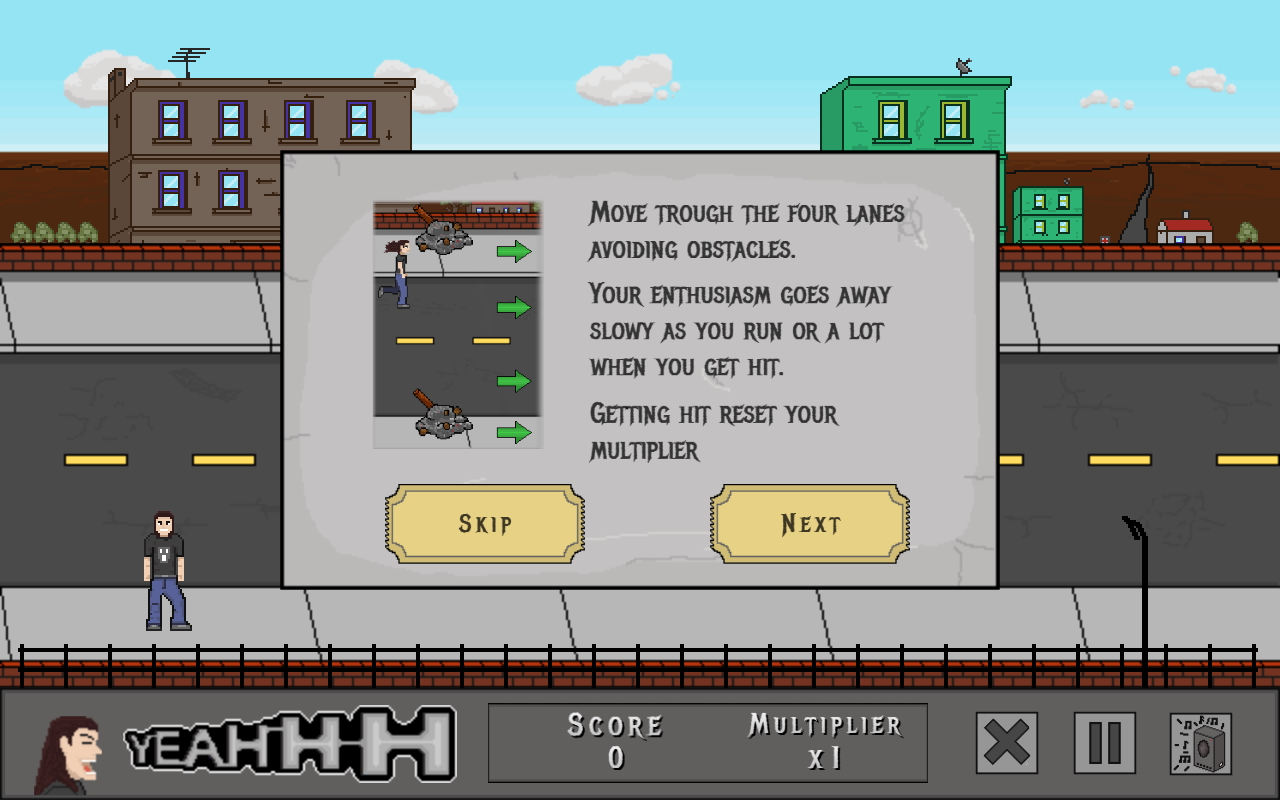 Move trough the four lanes
avoiding obstacles.
Your enthusiasm goes away
slowy as you run or a lot
when you get hit.
Getting hit reset your
multiplier
Skip
Next
YEAHHH
Score
0
Multiplier
x1